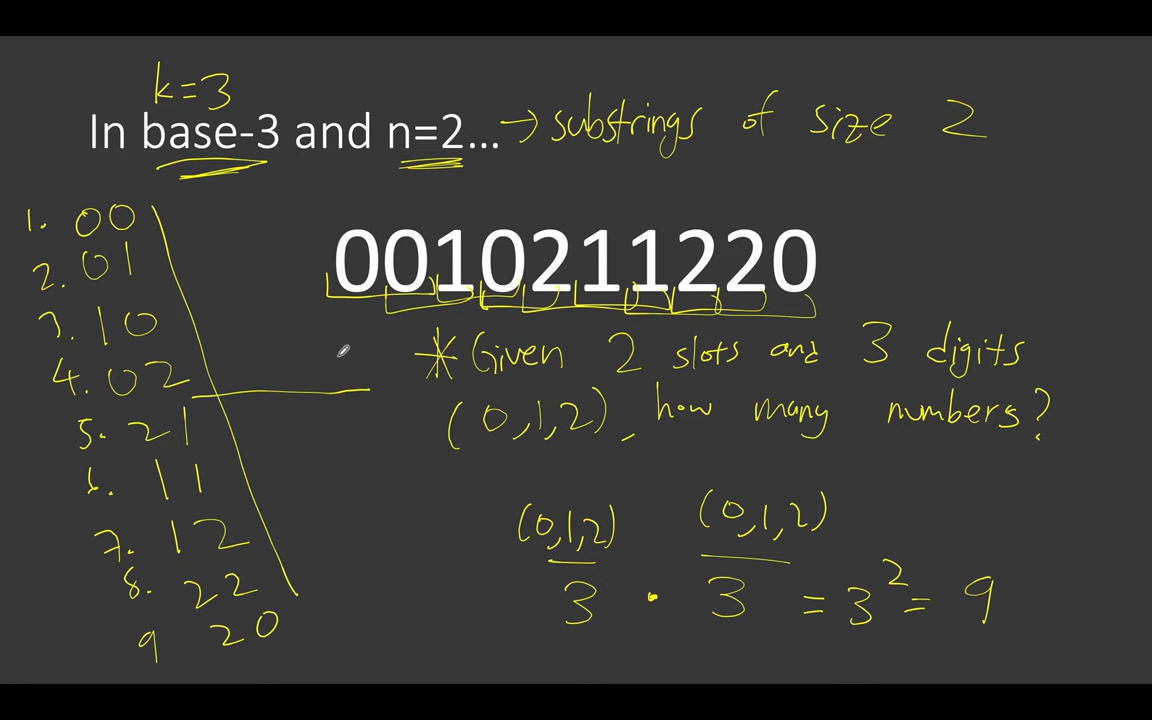 k=3
In base-3 and n=2... → substrings of size 2
0010211220
1. 00
2. 01
3. 10
4. 02
5. 21
6. 11
7. 12
8. 22
9 20
* Given 2 slots and 3 digits
(0,1,2), how many numbers?
(0,1,2) (0,1,2)
3 · 3 = 3² = 9